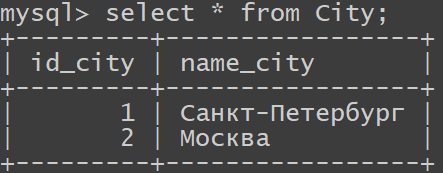 mysql> select * from City;
+---------+-----------------+
| id_city | name_city       |
+---------+-----------------+
|       1 | Санкт-Петербург |
|       2 | Москва          |
+---------+-----------------+